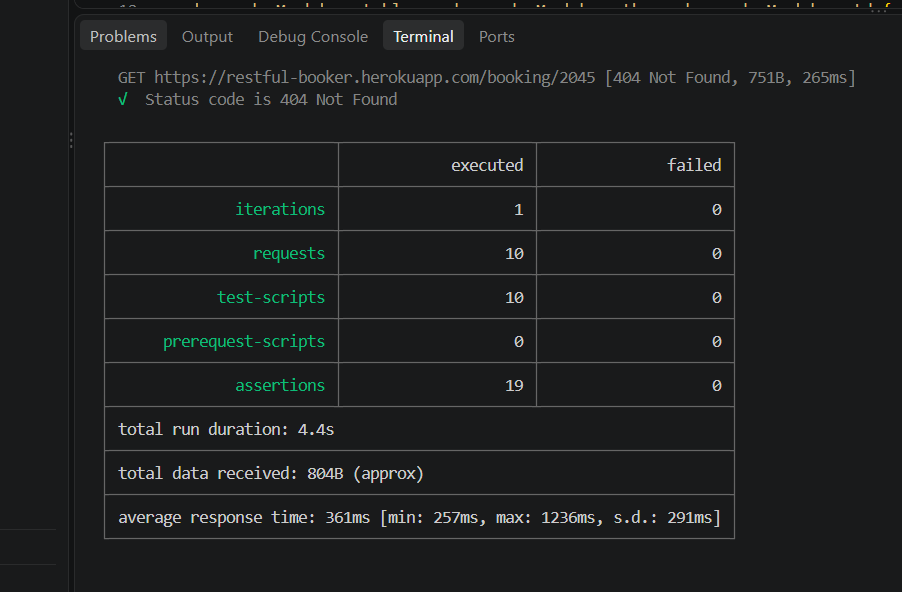 Problems Output Debug Console Terminal Ports
GET https://restful-booker.herokuapp.com/booking/2045 [404 Not Found, 751B, 265ms]
√ Status code is 404 Not Found
executed failed
iterations 1 0
requests 10 0
test-scripts 10 0
prerequest-scripts 0 0
assertions 19 0
total run duration: 4.4s
total data received: 804B (approx)
average response time: 361ms [min: 257ms, max: 1236ms, s.d.: 291ms]